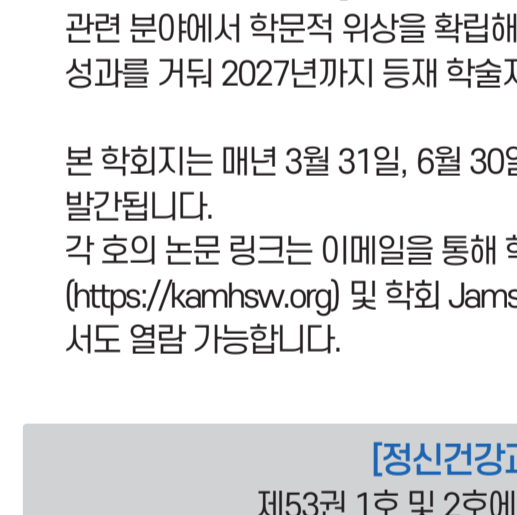 관련 분야에서 학문적 위상을 확립해
성과를 거둬 2027년까지 등재 학술
본 학회지는 매년 3월 31일, 6월 30일
발간됩니다.
각 호의 논문 링크는 이메일을 통해
(https://kamhsw.org) 및 학회 Jams
서도 열람 가능합니다.
[정신건강과
제53권 1호 및 2호에